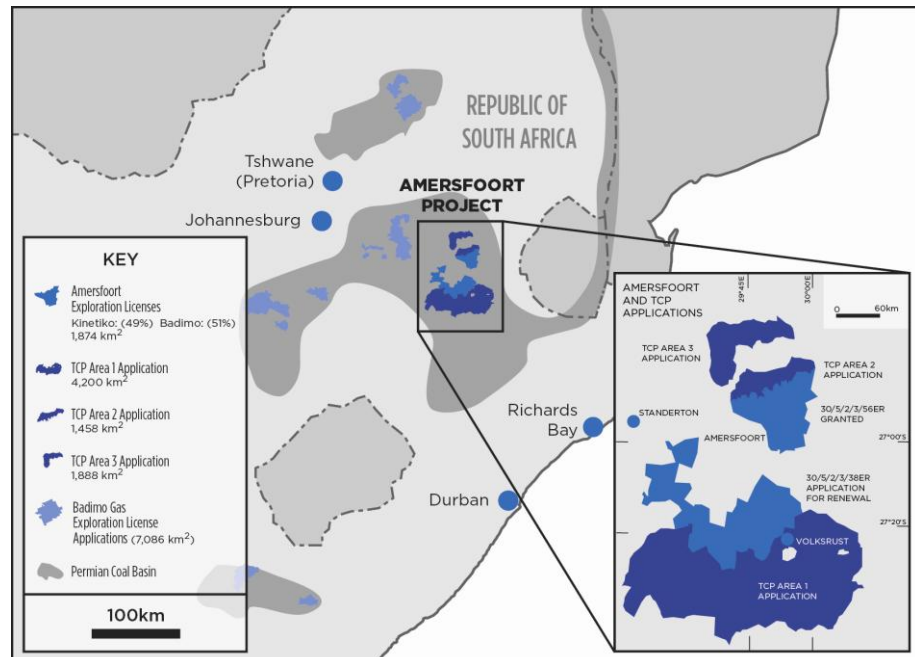 REPUBLIC OF
SOUTH AFRICA
Tshwane
(Pretoria)
Johannesburg
AMERSFOORT
PROJECT
Richards
Bay
Durban
KEY
Amersfoort
Exploration Licenses
Kinetiko: (49%) Badimo: (51%)
1,874 km²
TCP Area 1 Application
4,200 km²
TCP Area 2 Application
1,458 km²
TCP Area 3 Application
1,888 km²
Badimo Gas
Exploration License
Applications (7,086 km²)
Permian Coal Basin
100km
AMERSFOORT
AND TCP
APPLICATIONS
29°45E
30°00E
0
60km
TCP AREA 3
APPLICATION
TCP AREA 2
APPLICATION
30/5/2/3/56ER
GRANTED
STANDERTON
27°00'S
AMERSFOORT
30/5/2/3/38ER
APPLICATION
FOR RENEWAL
27°20'S
VOLKSRUST
TCP AREA 1
APPLICATION